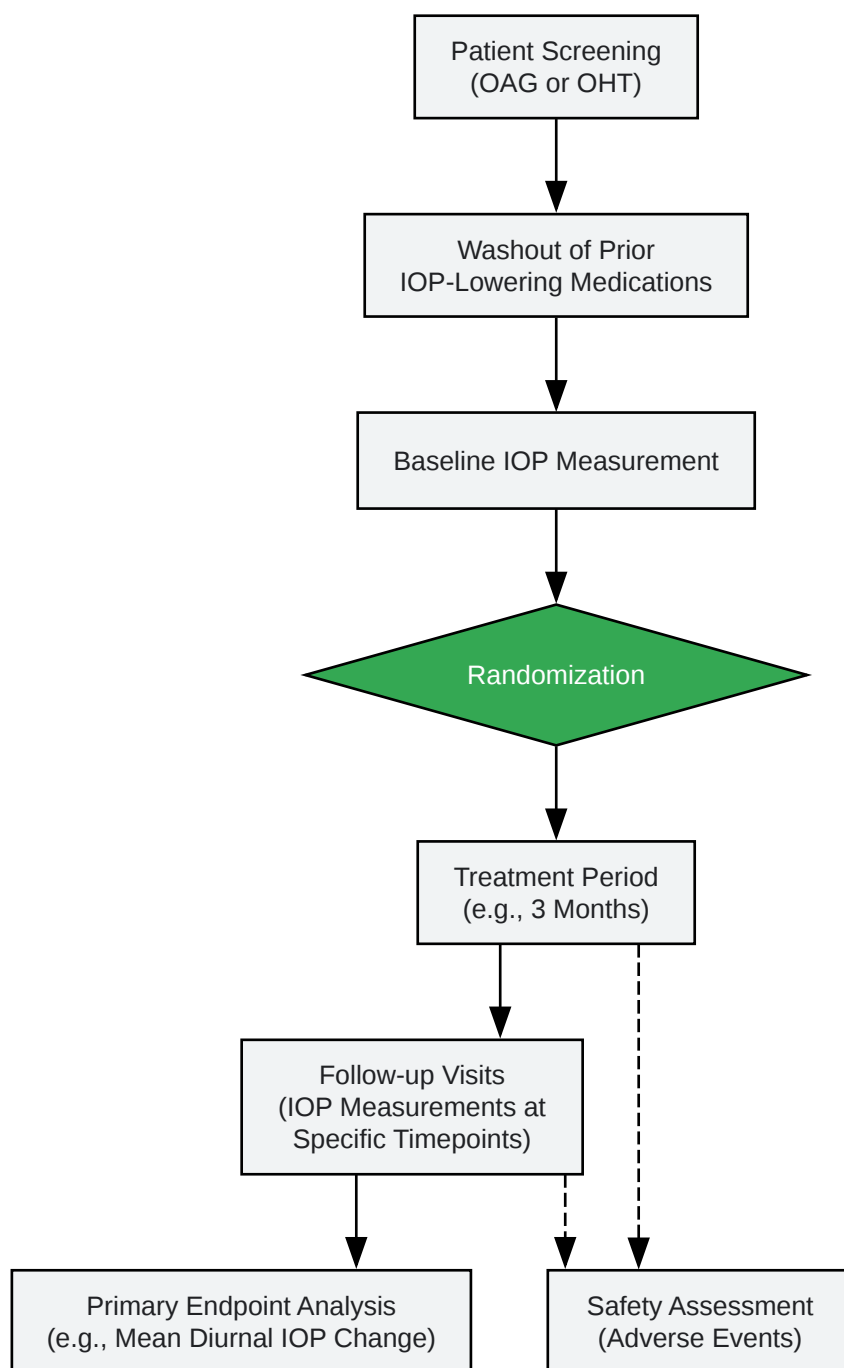 Patient Screening
(OAG or OHT)
Washout of Prior
IOP-Lowering Medications
Baseline IOP Measurement
Randomization
Treatment Period
(e.g., 3 Months)
Follow-up Visits
(IOP Measurements at
Specific Timepoints)
Primary Endpoint Analysis
(e.g., Mean Diurnal IOP Change)
Safety Assessment
(Adverse Events)